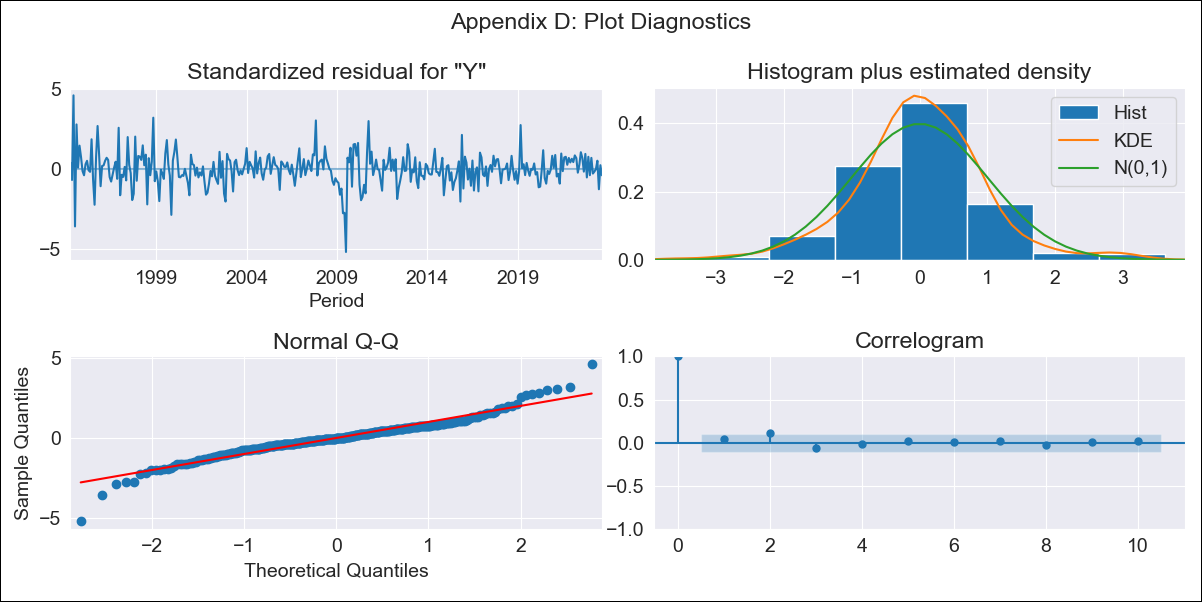 Appendix D: Plot Diagnostics
Standardized residual for "Y"
5
0
−5
1999 2004 2009 2014 2019
Period
Histogram plus estimated density
0.4
0.2
0.0
Hist
KDE
N(0,1)
−3 −2 −1 0 1 2 3
Normal Q-Q
Sample Quantiles
5
0
−5
−2 −1 0 1 2
Theoretical Quantiles
Correlogram
1.0
0.5
0.0
−0.5
−1.0
0 2 4 6 8 10